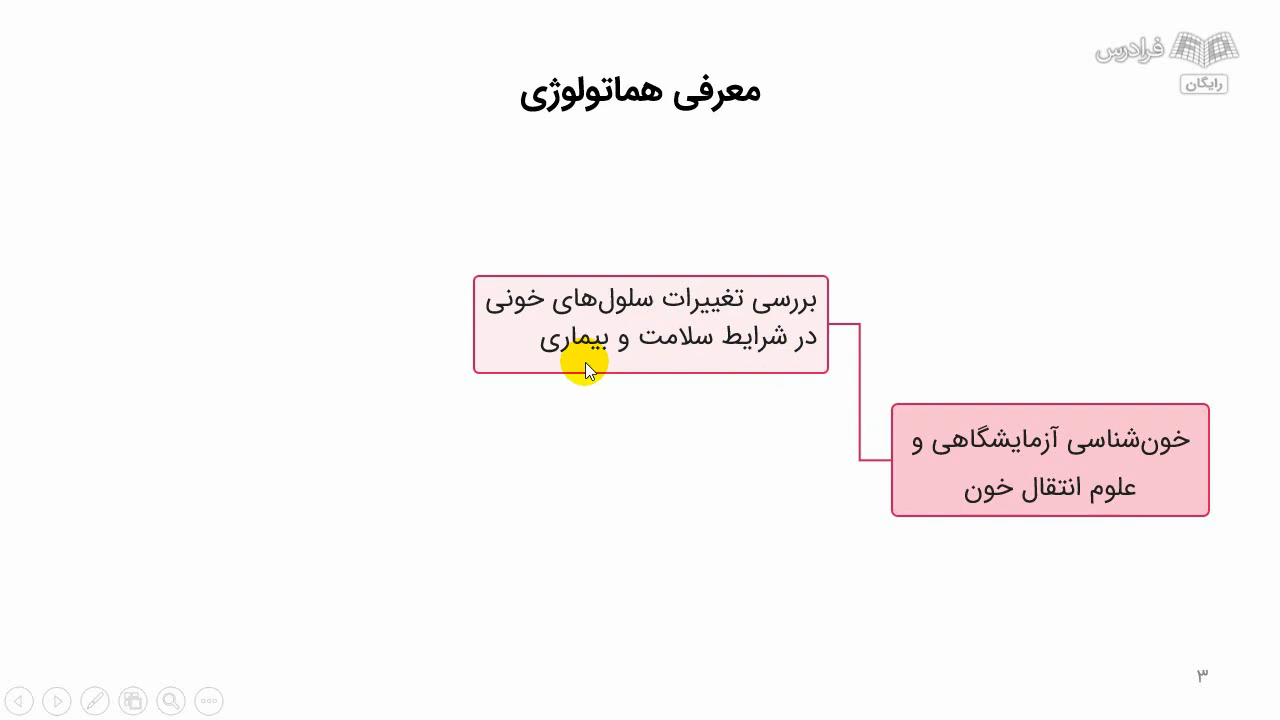 فرادرس
رایگان
معرفی هماتولوژی
بررسی تغییرات سلول‌های خونی
در شرایط سلامت و بیماری
خون‌شناسی آزمایشگاهی و
علوم انتقال خون
۳